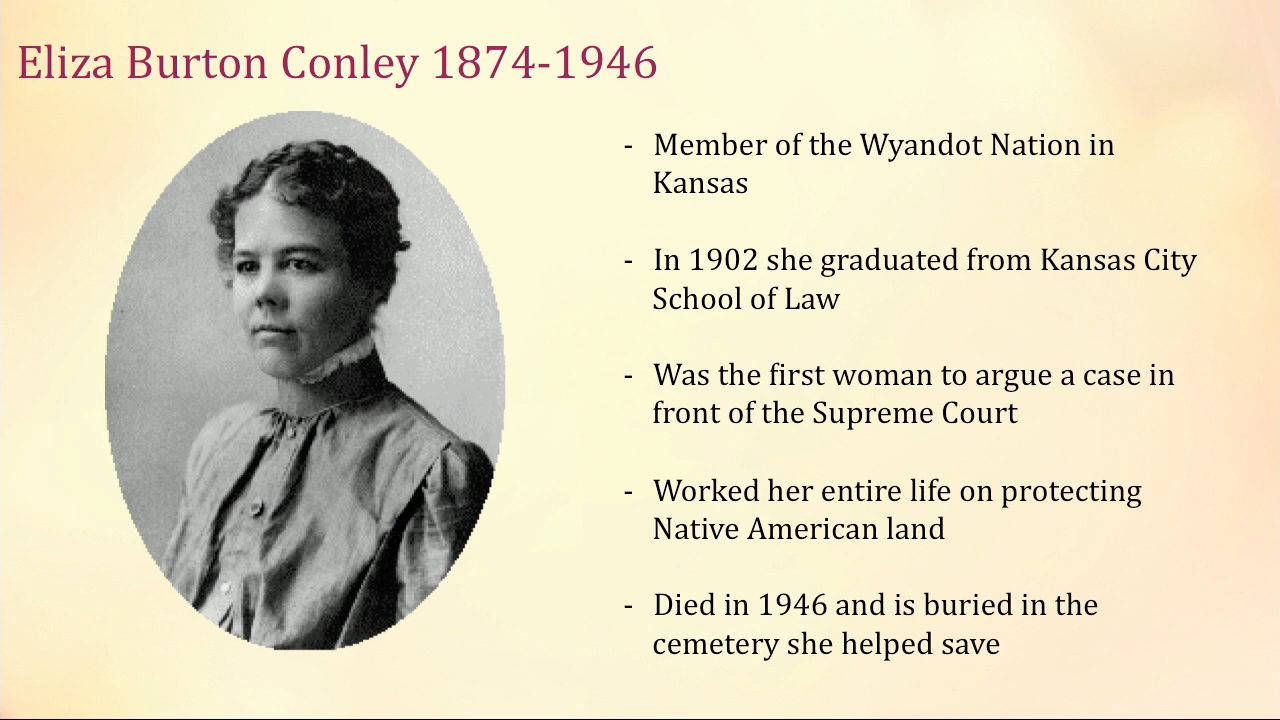 Eliza Burton Conley 1874-1946
- Member of the Wyandot Nation in
Kansas
- In 1902 she graduated from Kansas City
School of Law
- Was the first woman to argue a case in
front of the Supreme Court
- Worked her entire life on protecting
Native American land
- Died in 1946 and is buried in the
cemetery she helped save